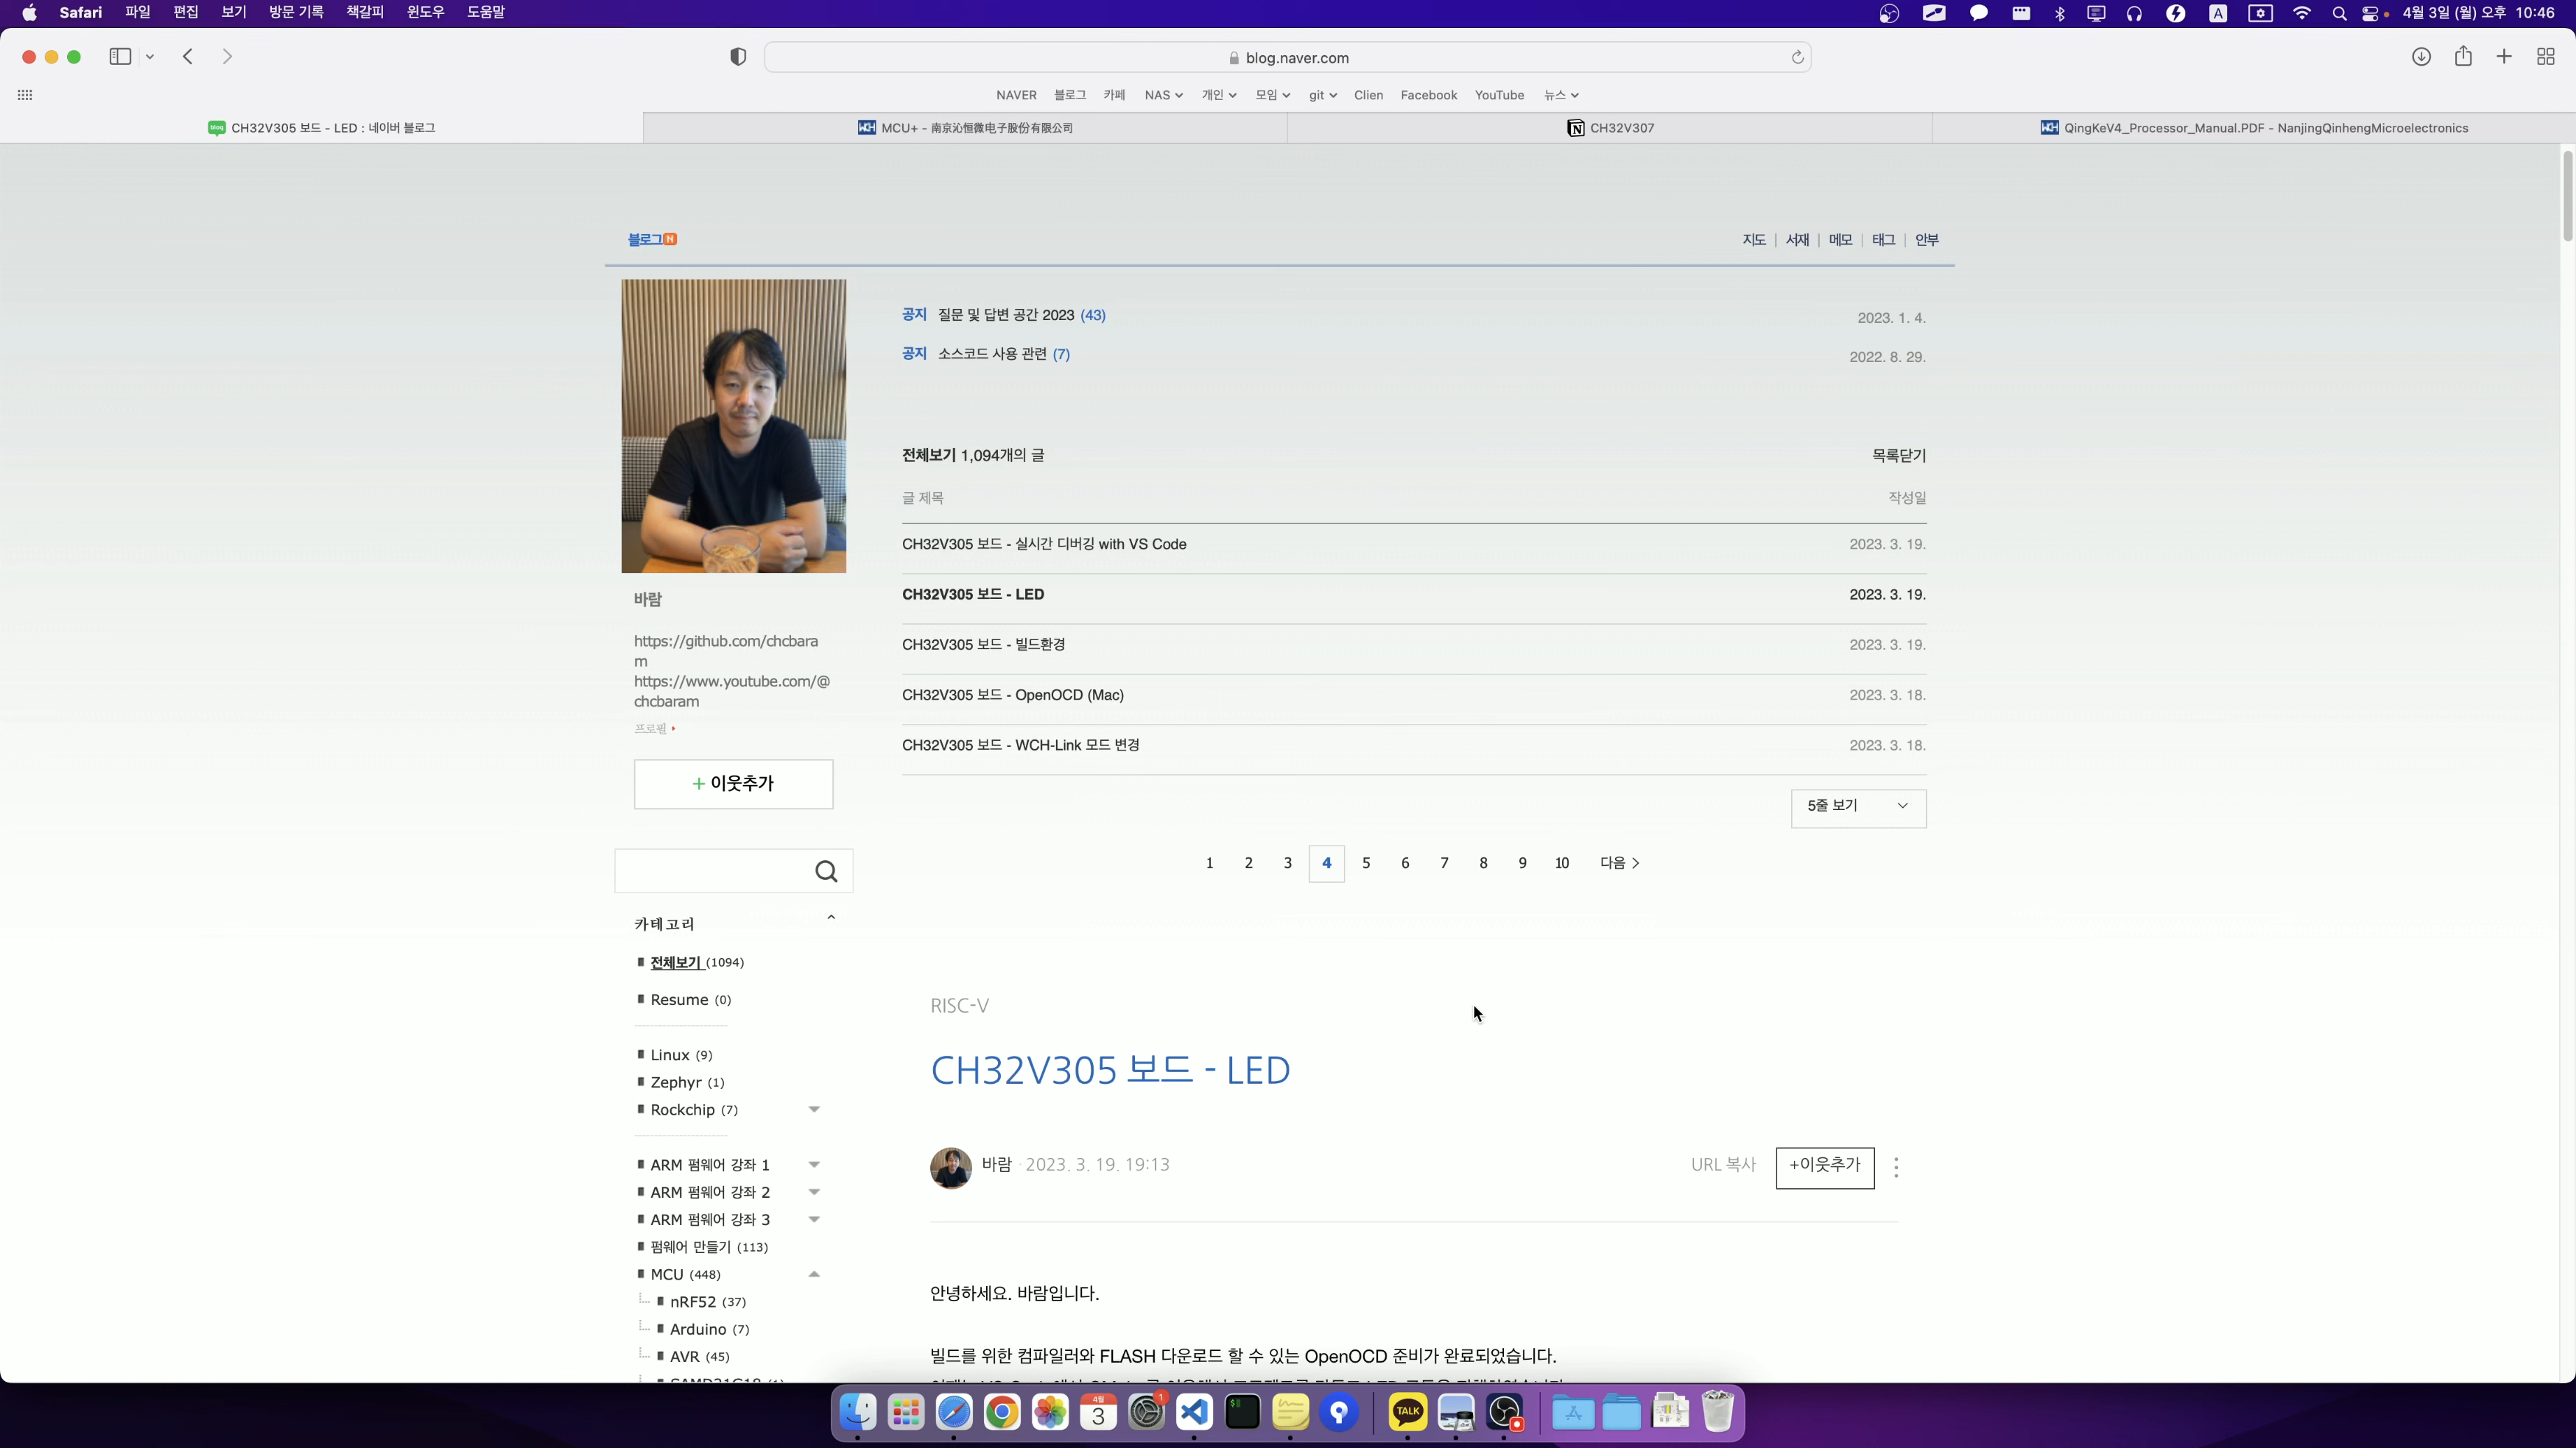 Safari 파일 편집 보기 방문 기록 책갈피 윈도우 도움말 A 4월 3일 (월) 오후 10:46
blog.naver.com
NAVER 블로그 카페 NAS 개인 모임 git Clien Facebook YouTube 뉴스
CH32V305 보드 - LED : 네이버 블로그 MCU+ - 南京沁恒微电子股份有限公司 CH32V307 QingKeV4_Processor_Manual.PDF - NanjingQinhengMicroelectronics
블로그 N 지도 | 서재 | 메모 | 태그 | 안부
공지 질문 및 답변 공간 2023 (43) 2023. 1. 4.
공지 소스코드 사용 관련 (7) 2022. 8. 29.
전체보기 1,094개의 글 목록닫기
글 제목 작성일
CH32V305 보드 - 실시간 디버깅 with VS Code 2023. 3. 19.
CH32V305 보드 - LED 2023. 3. 19.
CH32V305 보드 - 빌드환경 2023. 3. 19.
CH32V305 보드 - OpenOCD (Mac) 2023. 3. 18.
CH32V305 보드 - WCH-Link 모드 변경 2023. 3. 18.
5줄 보기
1 2 3 4 5 6 7 8 9 10 다음
바람
https://github.com/chcbara
m
https://www.youtube.com/@
chcbaram
프로필
+ 이웃추가
카테고리
전체보기 (1094)
Resume (0)
Linux (9)
Zephyr (1)
Rockchip (7)
ARM 펌웨어 강좌 1
ARM 펌웨어 강좌 2
ARM 펌웨어 강좌 3
펌웨어 만들기 (113)
MCU (448)
nRF52 (37)
Arduino (7)
AVR (45)
RISC-V
CH32V305 보드 - LED
바람 · 2023. 3. 19. 19:13 URL 복사 +이웃추가
안녕하세요. 바람입니다.
빌드를 위한 컴파일러와 FLASH 다운로드 할 수 있는 OpenOCD 준비가 완료되었습니다.
4월
3
1
TALK